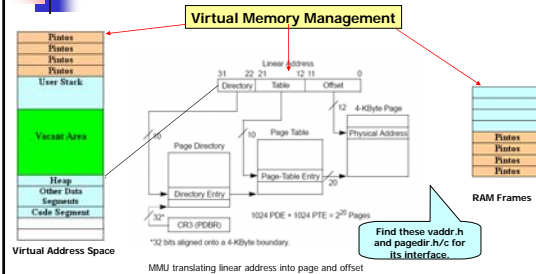 Virtual Memory Management
Pintos
Pintos
Pintos
Pintos
User Stack
Vacant Area
Heap
Other Data
Segments
Code Segment
Virtual Address Space
Linear Address
31 22 21 12 11 0
Directory Table Offset
12 4-KByte Page
10 10 Page Table Physical Address
Page Directory
Page-Table Entry
20
Directory Entry
32*
CR3 (PDBR)
1024 PDE * 1024 PTE = 2^20 Pages
*32 bits aligned onto a 4-KByte boundary.
MMU translating linear address into page and offset
Pintos
Pintos
Pintos
Pintos
RAM Frames
Find these vaddr.h
and pagedir.h/c for
its interface.